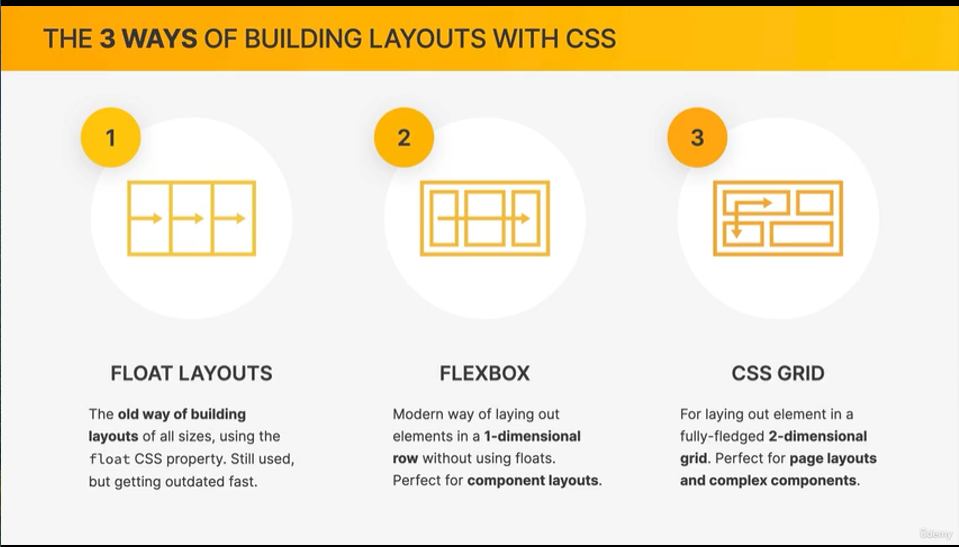 THE 3 WAYS OF BUILDING LAYOUTS WITH CSS
1
2
3
FLOAT LAYOUTS
The old way of building
layouts of all sizes, using the
float CSS property. Still used,
but getting outdated fast.
FLEXBOX
Modern way of laying out
elements in a 1-dimensional
row without using floats.
Perfect for component layouts.
CSS GRID
For laying out element in a
fully-fledged 2-dimensional
grid. Perfect for page layouts
and complex components.
ûdemy